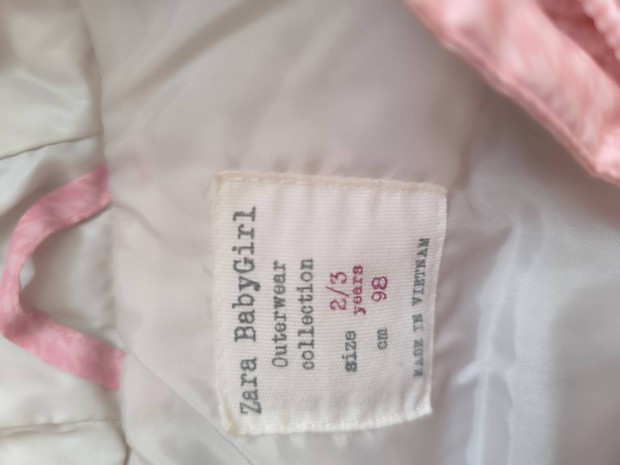 Zara BabyGirl
Outerwear
collection
size 2/3
years
cm 98
MADE IN VIETNAM